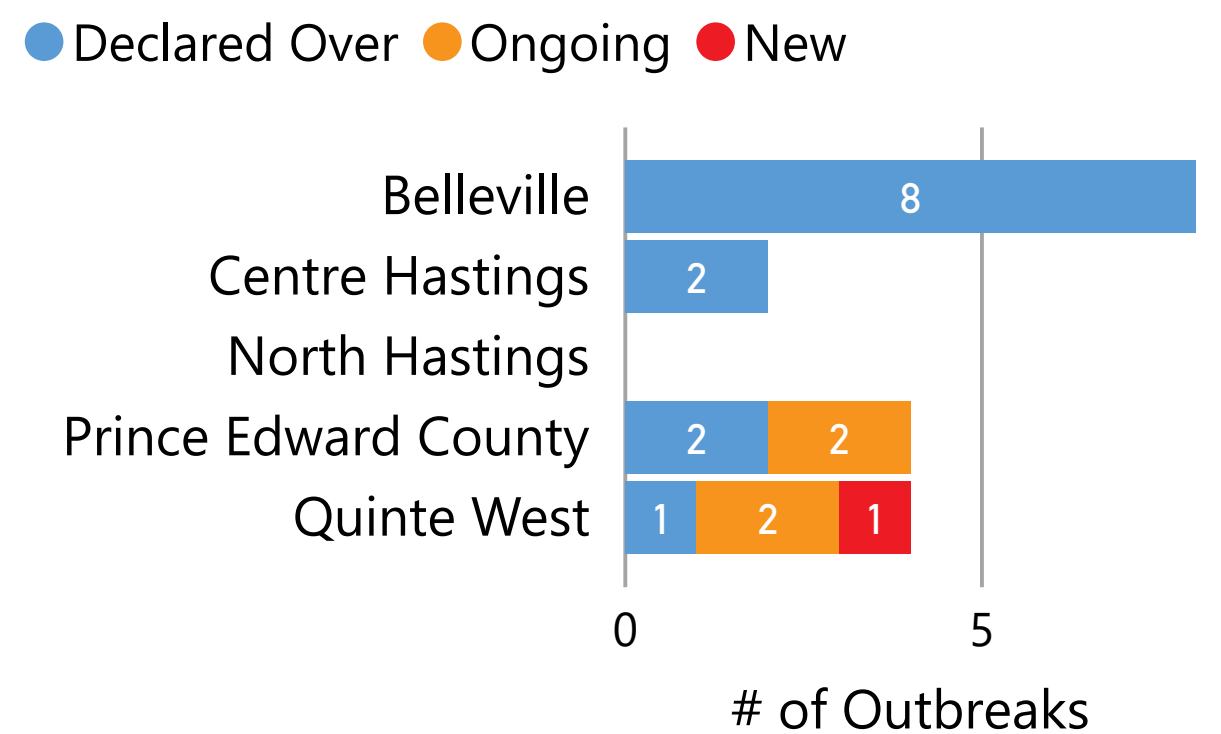 Declared Over Ongoing New
Belleville 8
Centre Hastings 2
North Hastings
Prince Edward County 2 2
Quinte West 1 2 1
0 5
# of Outbreaks